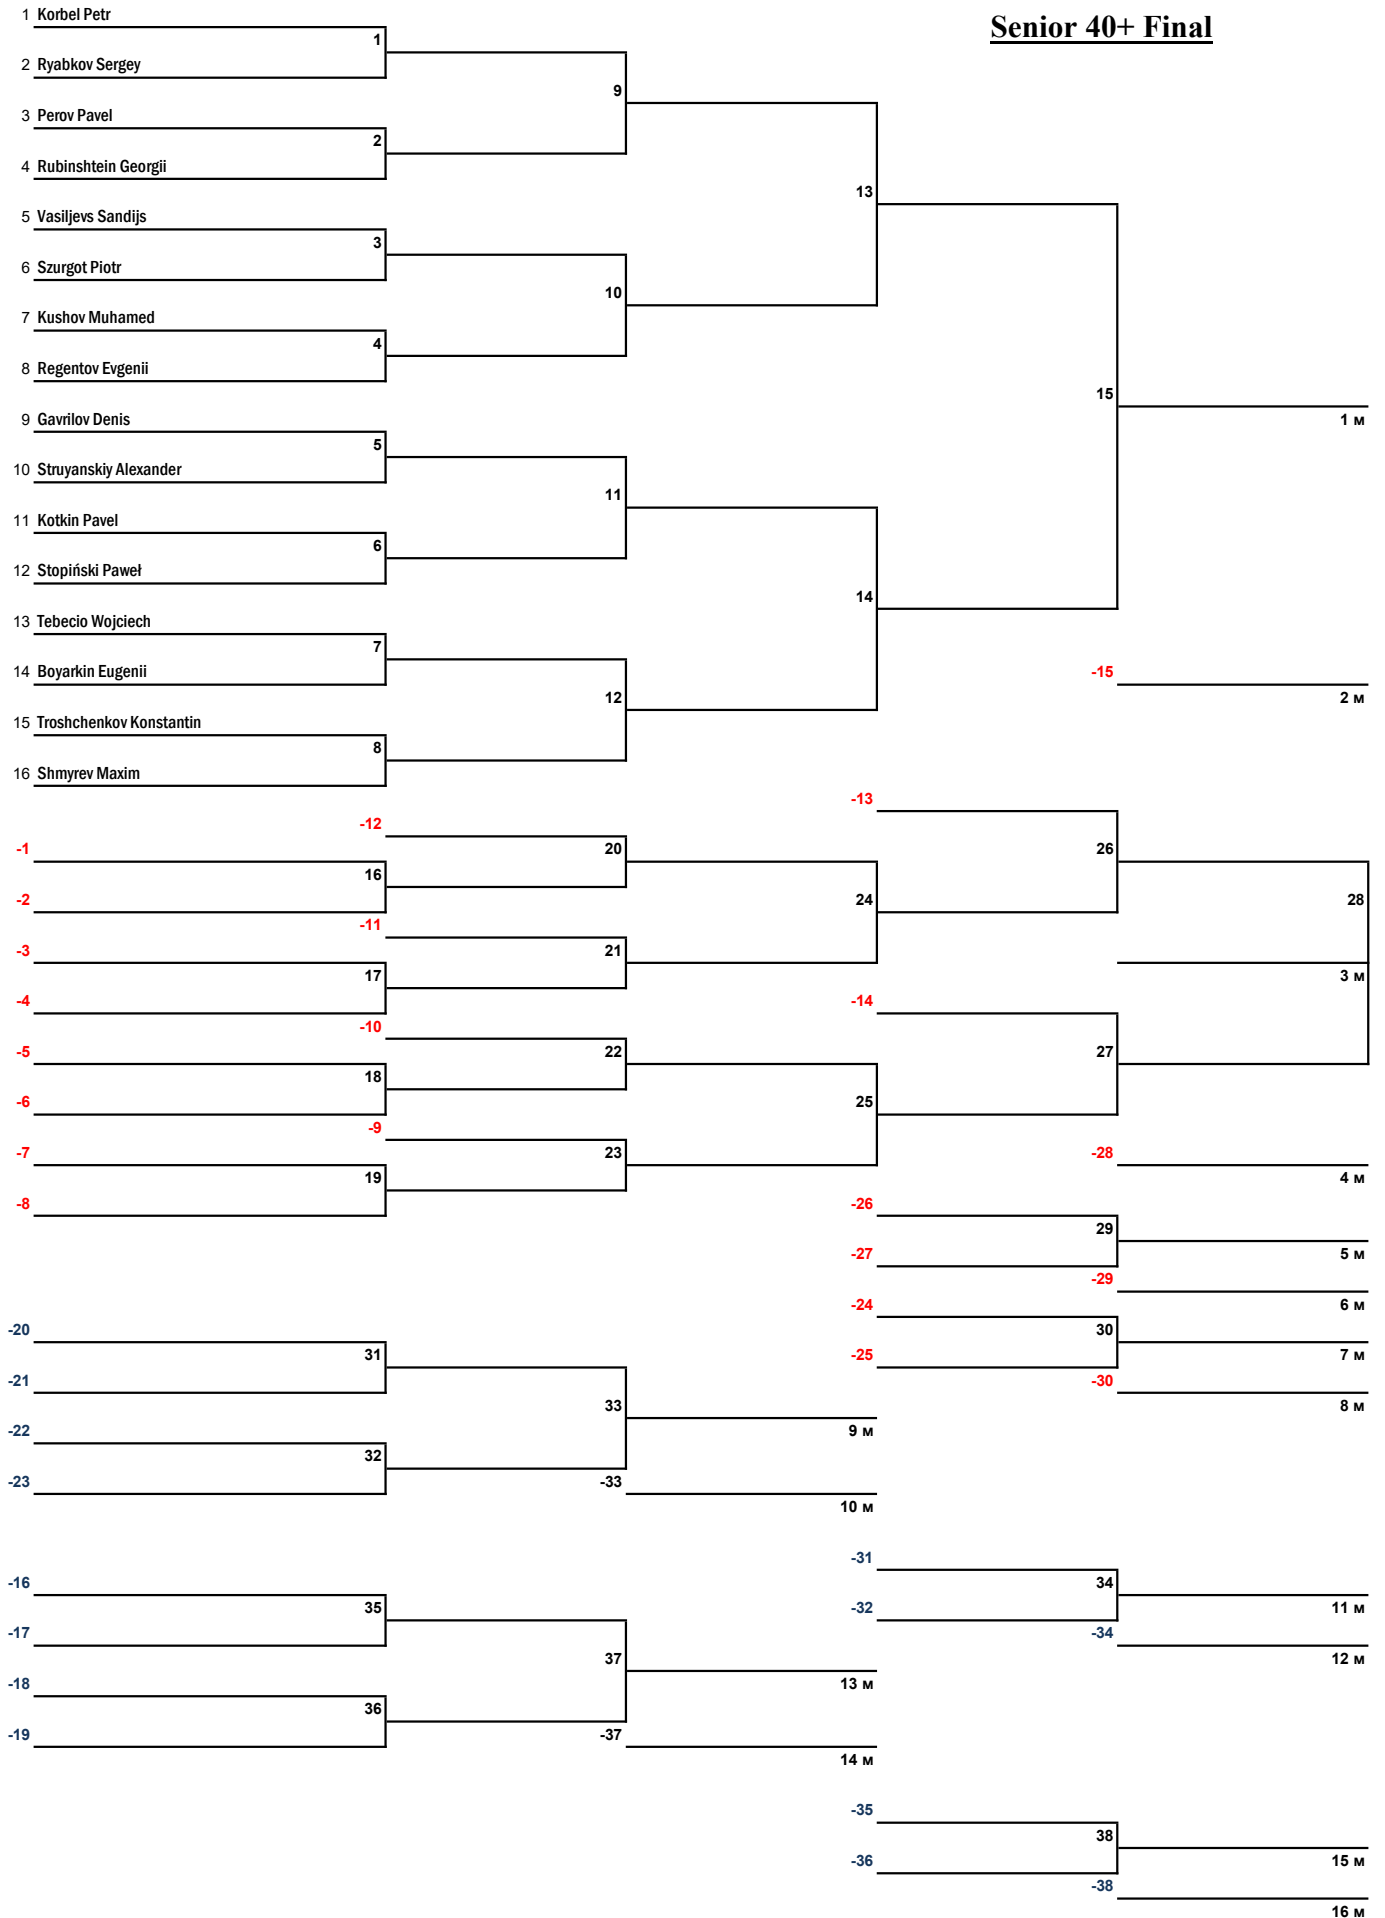 Senior 40+ Final
1 Korbel Petr
1
2 Ryabkov Sergey
9
3 Perov Pavel
2
4 Rubinshtein Georgii
13
5 Vasiljevs Sandijs
3
6 Szurgot Piotr
10
7 Kushov Muhamed
4
8 Regentov Evgenii
15
9 Gavrilov Denis
1 м
5
10 Struyanskiy Alexander
11
11 Kotkin Pavel
6
12 Stopiński Paweł
14
13 Tebecio Wojciech
7
14 Boyarkin Eugenii
-15
12
2 м
15 Troshchenkov Konstantin
8
16 Shmyrev Maxim
-13
-12
-1
20
26
16
-2
24
28
-11
-3
21
17
3 м
-4
-14
-10
-5
22
27
18
-6
25
-9
-7
23
-28
19
4 м
-8
-26
29
-27
5 м
-29
-24
6 м
-20
30
31
-25
7 м
-21
-30
33
8 м
-22
9 м
32
-23
-33
10 м
-31
-16
34
35
-32
11 м
-17
-34
37
12 м
-18
13 м
36
-19
-37
14 м
-35
38
-36
15 м
-38
16 м